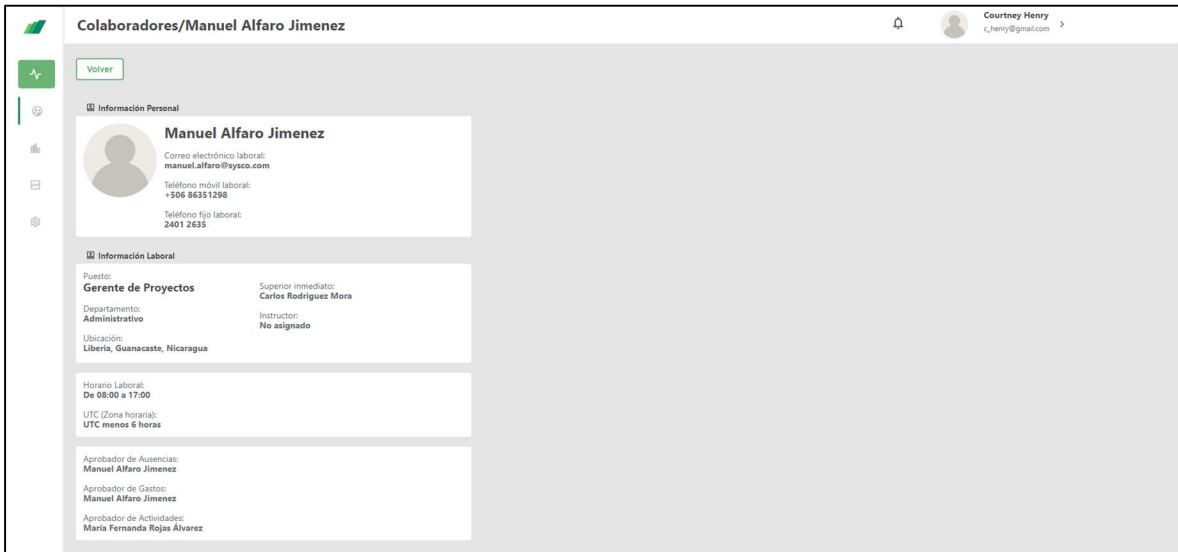 Colaboradores/Manuel Alfaro Jimenez
Courtney Henry
c_henry@gmail.com
Volver
Información Personal
Manuel Alfaro Jimenez
Correo electrónico laboral:
manuel.alfaro@sysco.com
Teléfono móvil laboral:
+506 86351298
Teléfono fijo laboral:
2401 2635
Información Laboral
Puesto:
Gerente de Proyectos
Departamento:
Administrativo
Ubicación:
Liberia, Guanacaste, Nicaragua
Superior inmediato:
Carlos Rodriguez Mora
Instructor:
No asignado
Horario Laboral:
De 08:00 a 17:00
UTC (Zona horaria):
UTC menos 6 horas
Aprobador de Ausencias:
Manuel Alfaro Jimenez
Aprobador de Gastos:
Manuel Alfaro Jimenez
Aprobador de Actividades:
María Fernanda Rojas Álvarez